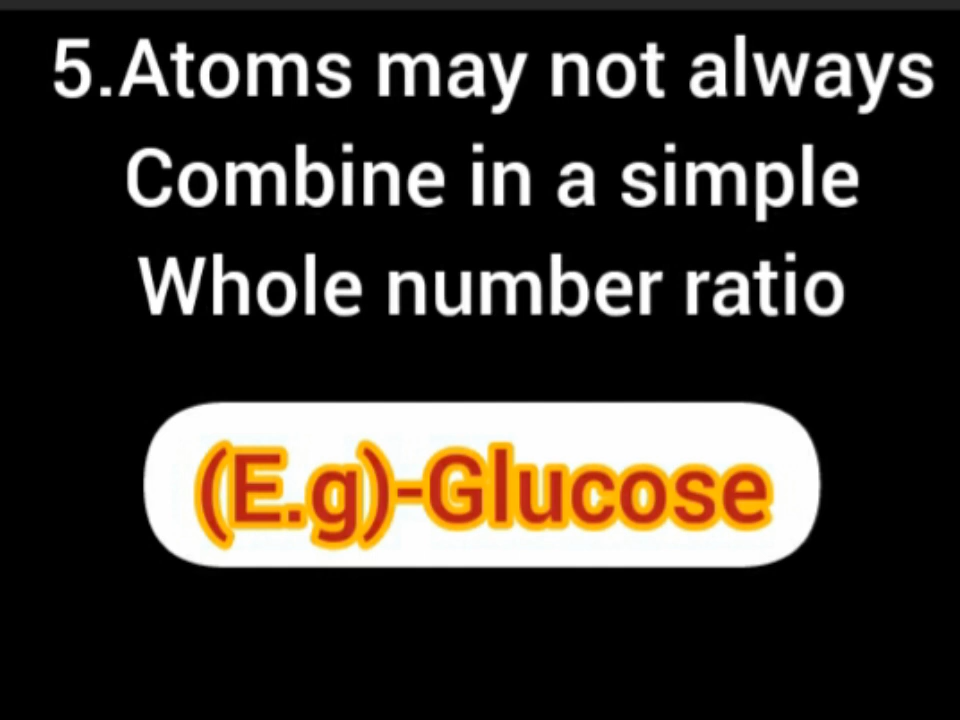 5.Atoms may not always
Combine in a simple
Whole number ratio
(E.g)-Glucose